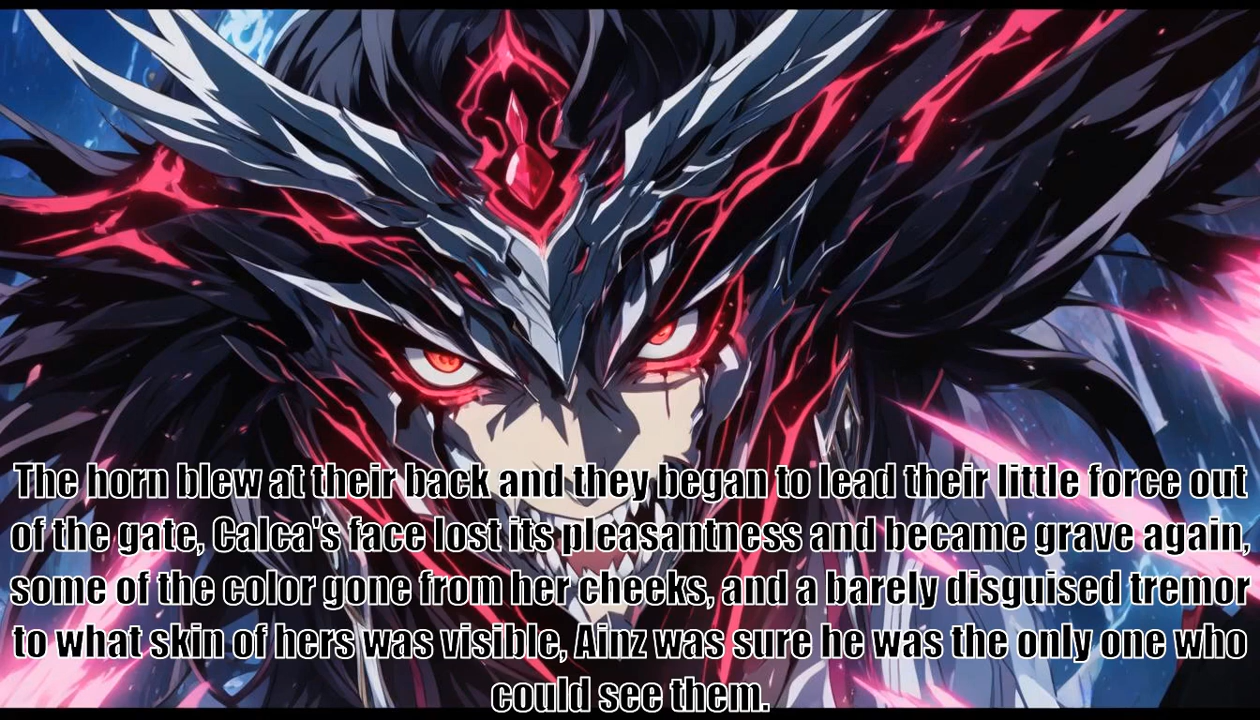 The horn blew at their back and they began to lead their little force out
of the gate, Calca's face lost its pleasantness and became grave again,
some of the color gone from her cheeks, and a barely disguised tremor
to what skin of hers was visible, Ainz was sure he was the only one who
could see them.